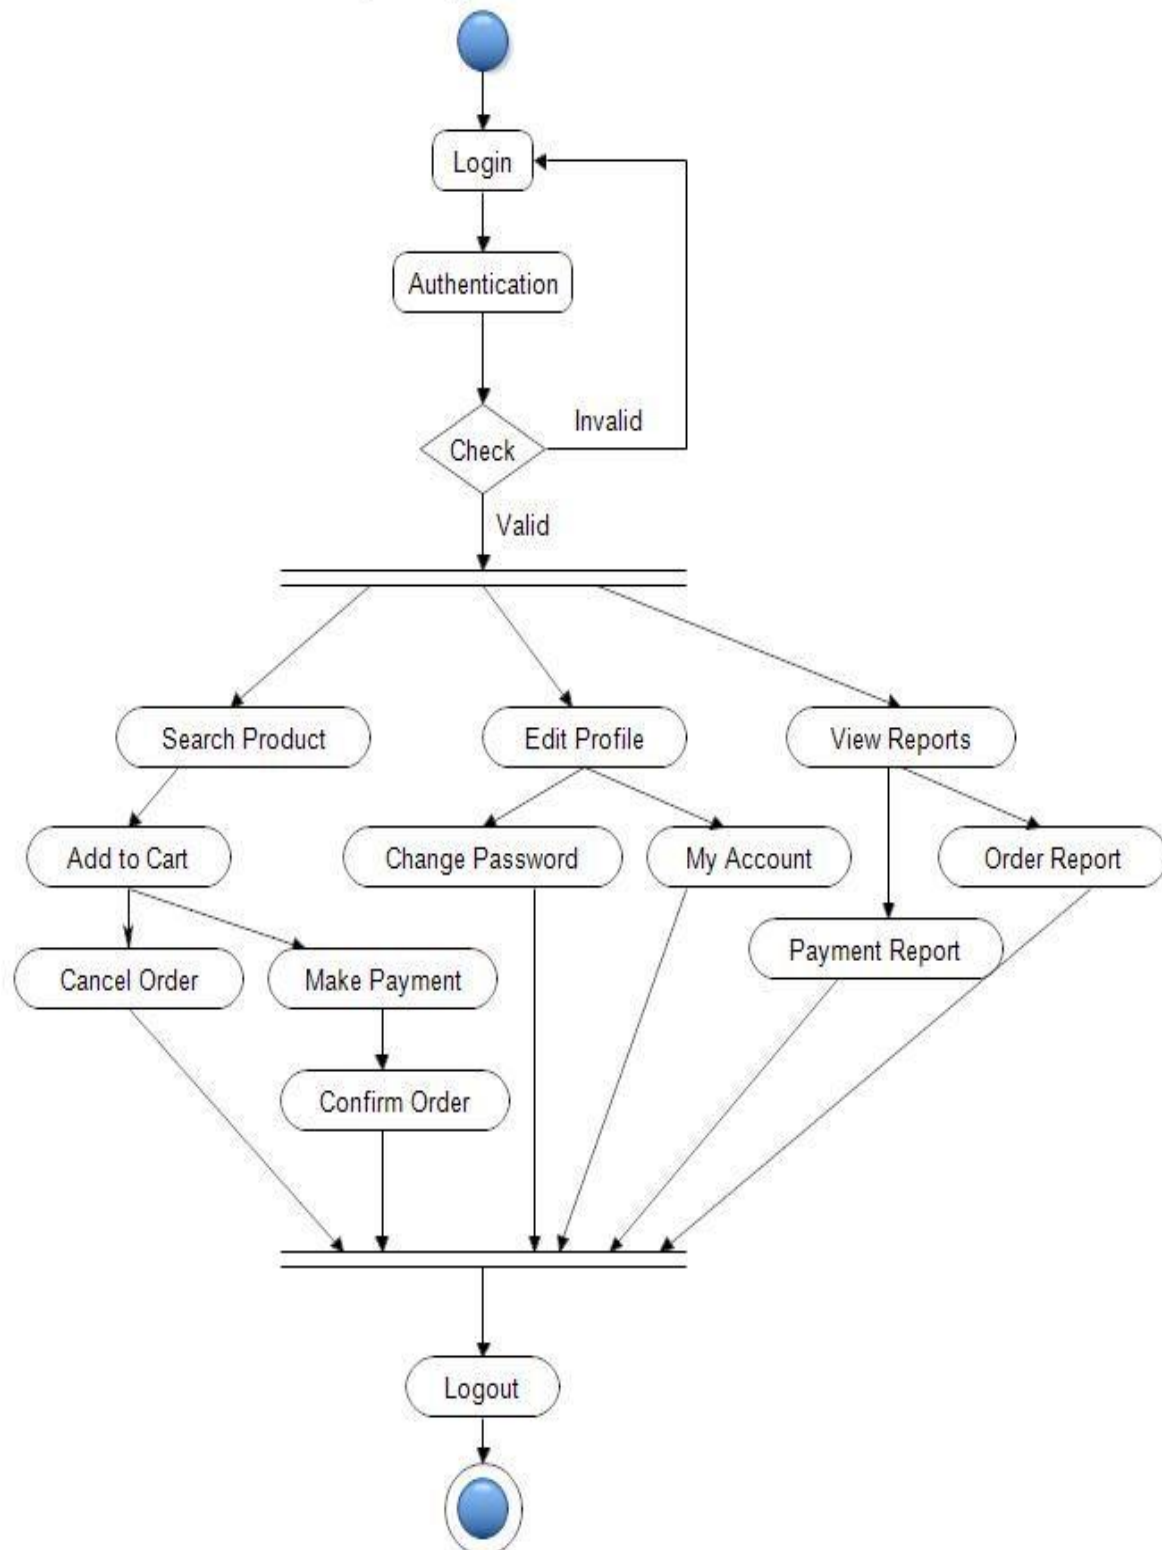 Login
Authentication
Invalid
Check
Valid
Search Product
Edit Profile
View Reports
Add to Cart
Change Password
My Account
Order Report
Payment Report
Cancel Order
Make Payment
Confirm Order
Logout